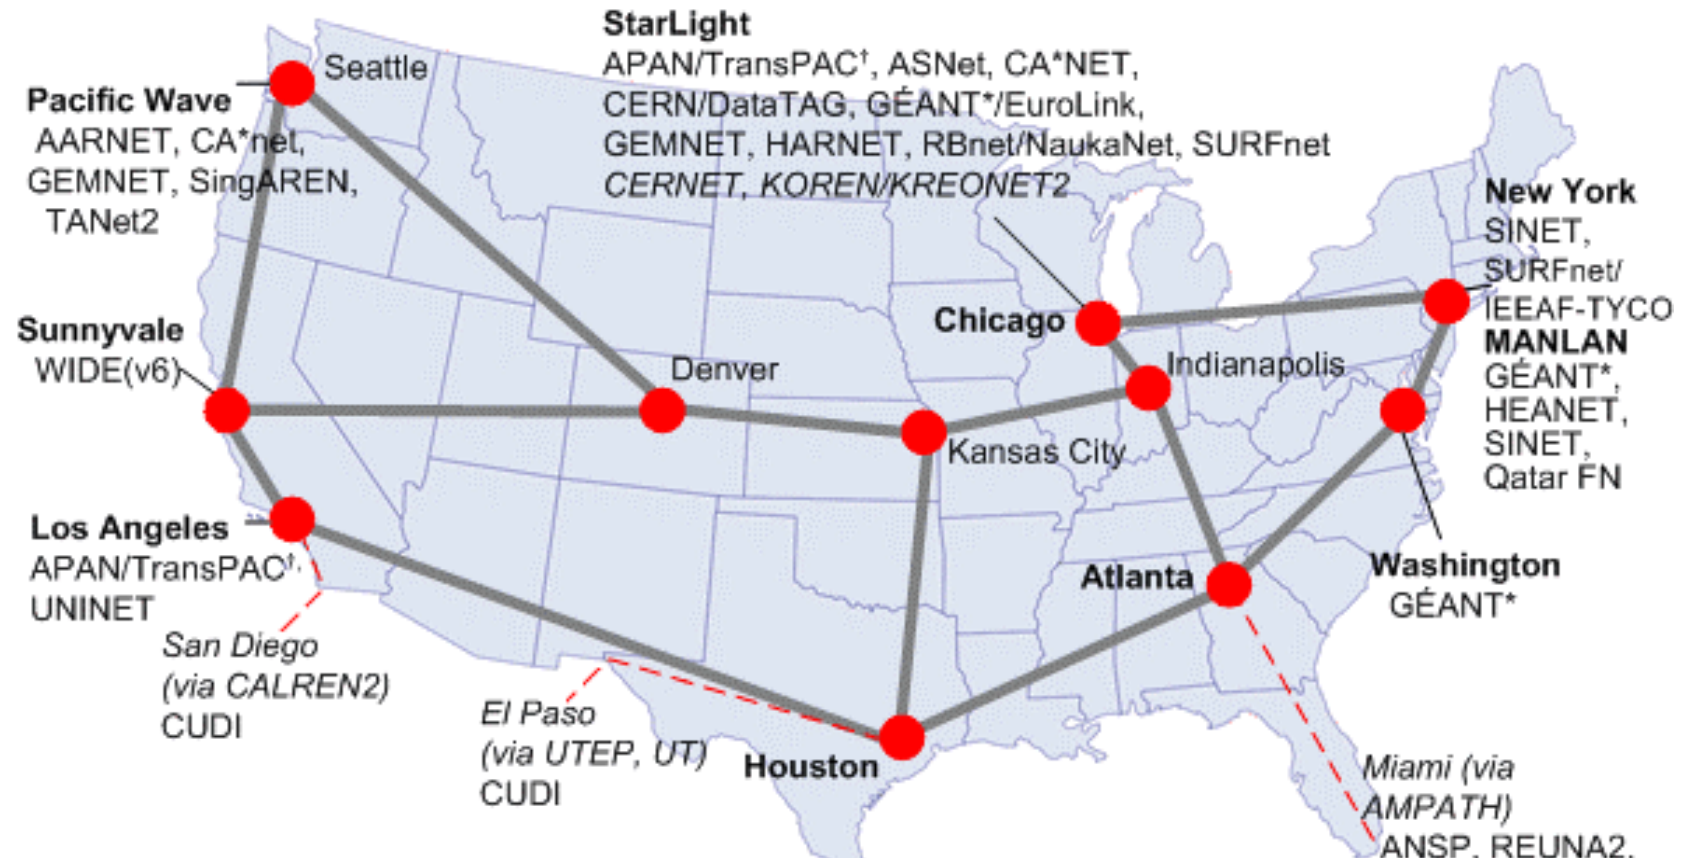 StarLight
APAN/TransPAC†, ASNet, CA*NET,
CERN/DataTAG, GÉANT*/EuroLink,
GEMNET, HARNET, RBnet/NaukaNet, SURFnet
CERNET, KOREN/KREONET2
Seattle
Pacific Wave
AARNET, CA*net,
GEMNET, SingAREN,
TANet2
New York
SINET,
SURFnet/
IEEAF-TYCO
MANLAN
GÉANT*,
HEANET,
SINET,
Qatar FN
Sunnyvale
WIDE(v6)
Denver
Chicago
Indianapolis
Kansas City
Los Angeles
APAN/TransPAC†,
UNINET
San Diego
(via CALREN2)
CUDI
El Paso
(via UTEP, UT)
CUDI
Houston
Atlanta
Washington
GÉANT*
Miami (via
AMPATH)
ANSP, REUNA2,